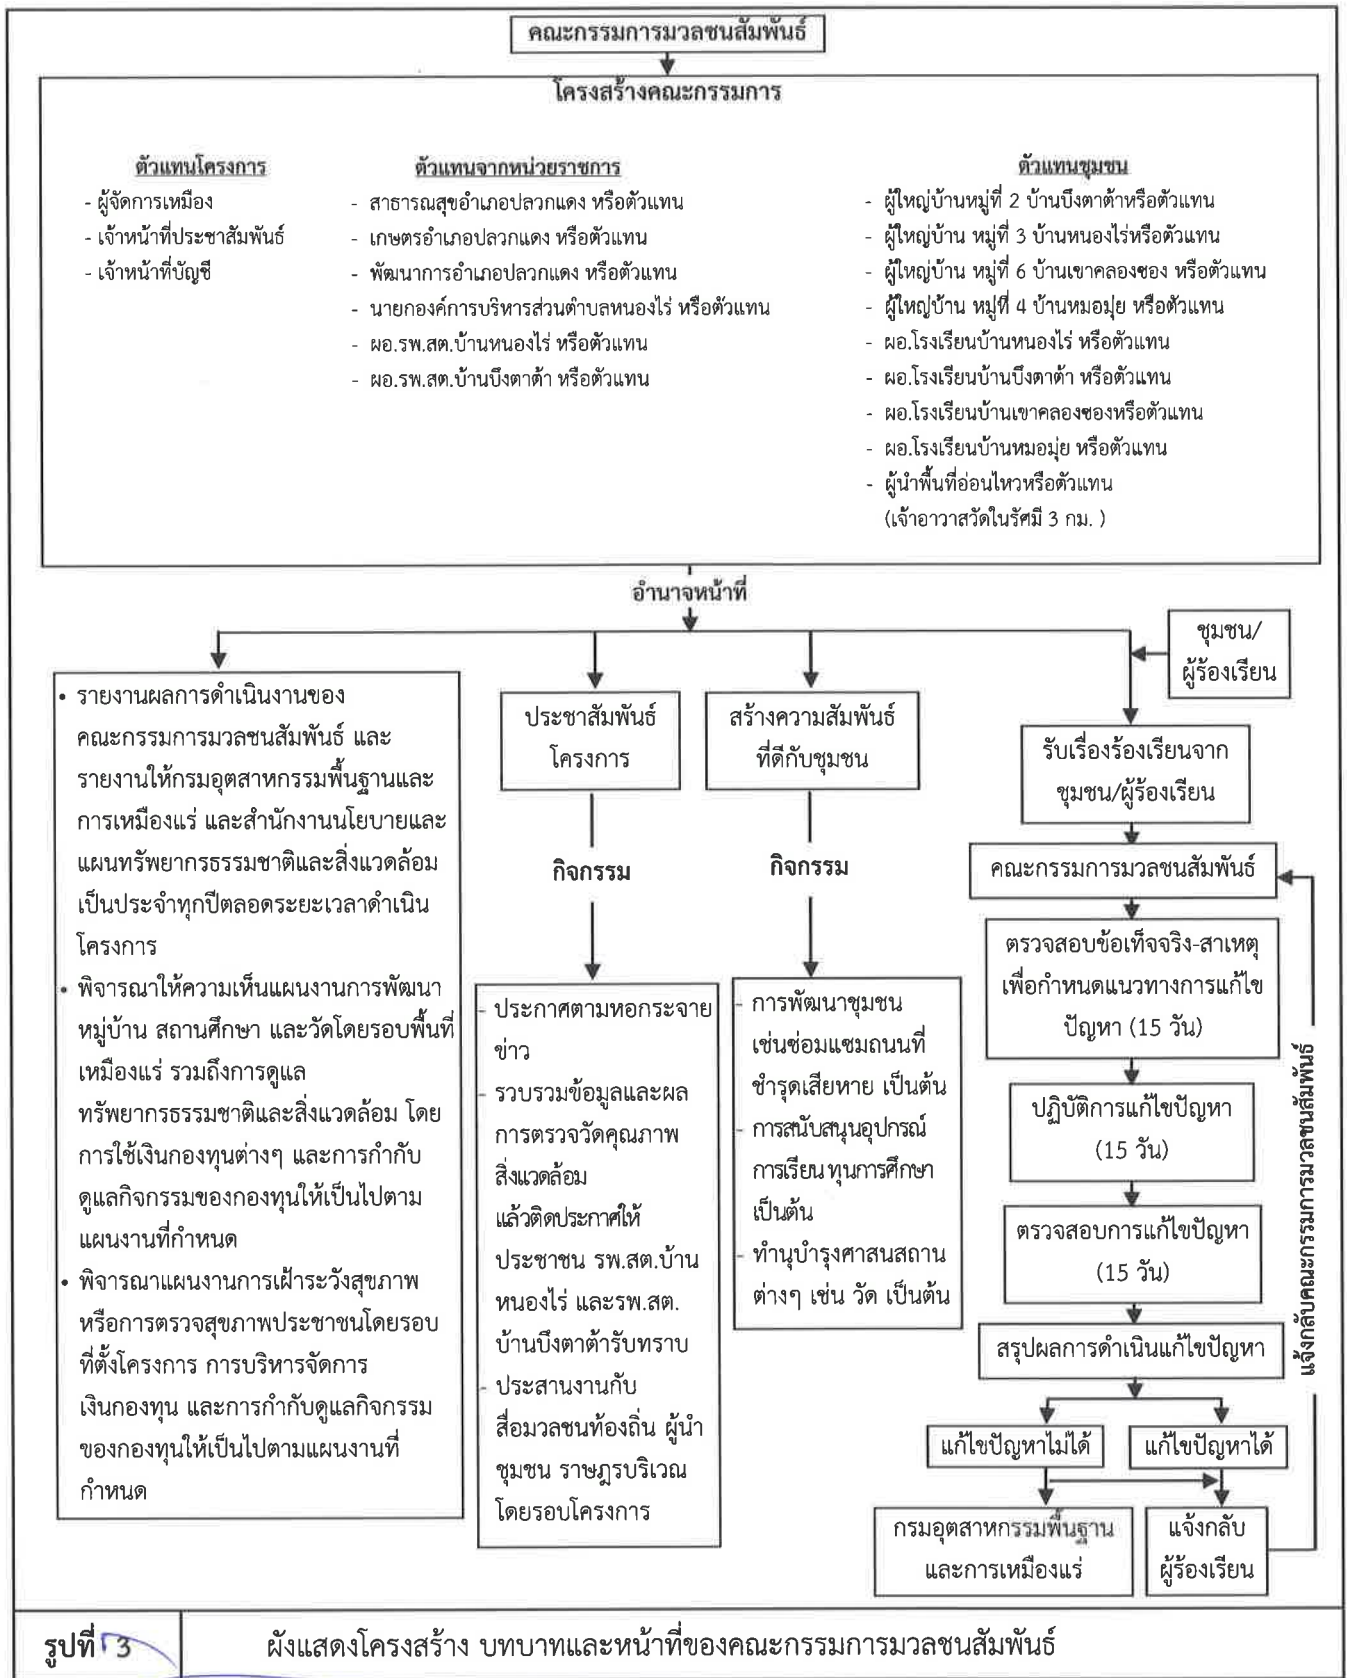 คณะกรรมการมวลชนสัมพันธ์
โครงสร้างคณะกรรมการ
ตัวแทนโครงการ
- ผู้จัดการเหมือง
- เจ้าหน้าที่ประชาสัมพันธ์
- เจ้าหน้าที่บัญชี
ตัวแทนจากหน่วยราชการ
- สาธารณสุขอำเภอปลวกแดง หรือตัวแทน
- เกษตรอำเภอปลวกแดง หรือตัวแทน
- พัฒนาการอำเภอปลวกแดง หรือตัวแทน
- นายกองค์การบริหารส่วนตำบลหนองไร่ หรือตัวแทน
- ผอ.รพ.สต.บ้านหนองไร่ หรือตัวแทน
- ผอ.รพ.สต.บ้านบึงตาต้า หรือตัวแทน
ตัวแทนชุมชน
- ผู้ใหญ่บ้านหมู่ที่ 2 บ้านบึงตาต้าหรือตัวแทน
- ผู้ใหญ่บ้าน หมู่ที่ 3 บ้านหนองไร่หรือตัวแทน
- ผู้ใหญ่บ้าน หมู่ที่ 6 บ้านเขาคลองซอง หรือตัวแทน
- ผู้ใหญ่บ้าน หมู่ที่ 4 บ้านหมอมุ่ย หรือตัวแทน
- ผอ.โรงเรียนบ้านหนองไร่ หรือตัวแทน
- ผอ.โรงเรียนบ้านบึงตาต้า หรือตัวแทน
- ผอ.โรงเรียนบ้านเขาคลองซองหรือตัวแทน
- ผอ.โรงเรียนบ้านหมอมุ่ย หรือตัวแทน
- ผู้นำพื้นที่อ่อนไหวหรือตัวแทน
(เจ้าอาวาสวัดในรัศมี 3 กม. )
อำนาจหน้าที่
• รายงานผลการดำเนินงานของ
คณะกรรมการมวลชนสัมพันธ์ และ
รายงานให้กรมอุตสาหกรรมพื้นฐานและ
การเหมืองแร่ และสำนักงานนโยบายและ
แผนทรัพยากรธรรมชาติและสิ่งแวดล้อม
เป็นประจำทุกปีตลอดระยะเวลาดำเนิน
โครงการ
• พิจารณาให้ความเห็นแผนงานการพัฒนา
หมู่บ้าน สถานศึกษา และวัดโดยรอบพื้นที่
เหมืองแร่ รวมถึงการดูแล
ทรัพยากรธรรมชาติและสิ่งแวดล้อม โดย
การใช้เงินกองทุนต่างๆ และการกำกับ
ดูแลกิจกรรมของกองทุนให้เป็นไปตาม
แผนงานที่กำหนด
• พิจารณาแผนงานการเฝ้าระวังสุขภาพ
หรือการตรวจสุขภาพประชาชนโดยรอบ
ที่ตั้งโครงการ การบริหารจัดการ
เงินกองทุน และการกำกับดูแลกิจกรรม
ของกองทุนให้เป็นไปตามแผนงานที่
กำหนด
ประชาสัมพันธ์
โครงการ
กิจกรรม
- ประกาศตามหอกระจาย
ข่าว
- รวบรวมข้อมูลและผล
การตรวจวัดคุณภาพ
สิ่งแวดล้อม
แล้วติดประกาศให้
ประชาชน รพ.สต.บ้าน
หนองไร่ และรพ.สต.
บ้านบึงตาต้ารับทราบ
- ประสานงานกับ
สื่อมวลชนท้องถิ่น ผู้นำ
ชุมชน ราษฎรบริเวณ
โดยรอบโครงการ
สร้างความสัมพันธ์
ที่ดีกับชุมชน
กิจกรรม
- การพัฒนาชุมชน
เช่นซ่อมแซมถนนที่
ชำรุดเสียหาย เป็นต้น
- การสนับสนุนอุปกรณ์
การเรียน ทุนการศึกษา
เป็นต้น
- ทำนุบำรุงศาสนสถาน
ต่างๆ เช่น วัด เป็นต้น
ชุมชน/
ผู้ร้องเรียน
รับเรื่องร้องเรียนจาก
ชุมชน/ผู้ร้องเรียน
คณะกรรมการมวลชนสัมพันธ์
ตรวจสอบข้อเท็จจริง-สาเหตุ
เพื่อกำหนดแนวทางการแก้ไข
ปัญหา (15 วัน)
ปฏิบัติการแก้ไขปัญหา
(15 วัน)
ตรวจสอบการแก้ไขปัญหา
(15 วัน)
สรุปผลการดำเนินแก้ไขปัญหา
แก้ไขปัญหาไม่ได้
แก้ไขปัญหาได้
กรมอุตสาหกรรมพื้นฐาน
และการเหมืองแร่
แจ้งกลับ
ผู้ร้องเรียน
แจ้งกลับคณะกรรมการมวลชนสัมพันธ์
รูปที่ 3
ผังแสดงโครงสร้าง บทบาทและหน้าที่ของคณะกรรมการมวลชนสัมพันธ์